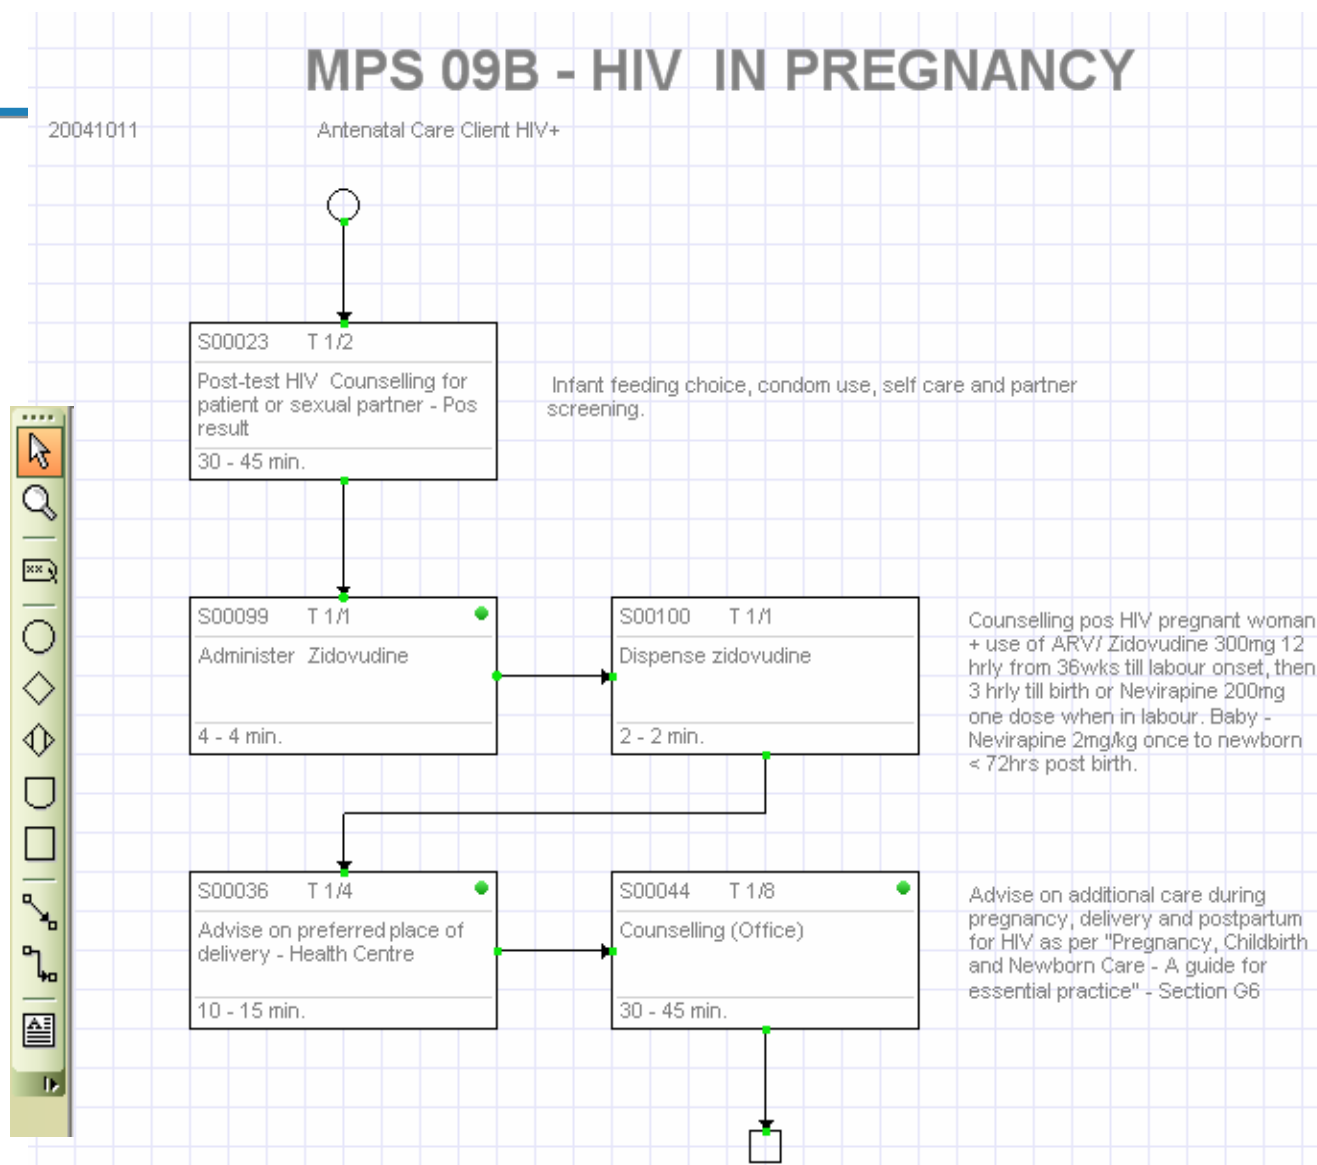 MPS 09B - HIV IN PREGNANCY
20041011 Antenatal Care Client HIV+
S00023 T 1/2
Post-test HIV Counselling for
patient or sexual partner - Pos
result
30 - 45 min.
Infant feeding choice, condom use, self care and partner
screening.
S00099 T 1/1
Administer Zidovudine
4 - 4 min.
S00100 T 1/1
Dispense zidovudine
2 - 2 min.
Counselling pos HIV pregnant woman
+ use of ARV/ Zidovudine 300mg 12
hrly from 36wks till labour onset, then
3 hrly till birth or Nevirapine 200mg
one dose when in labour. Baby -
Nevirapine 2mg/kg once to newborn
< 72hrs post birth.
S00036 T 1/4
Advise on preferred place of
delivery - Health Centre
10 - 15 min.
S00044 T 1/8
Counselling (Office)
30 - 45 min.
Advise on additional care during
pregnancy, delivery and postpartum
for HIV as per "Pregnancy, Childbirth
and Newborn Care - A guide for
essential practice" - Section G6